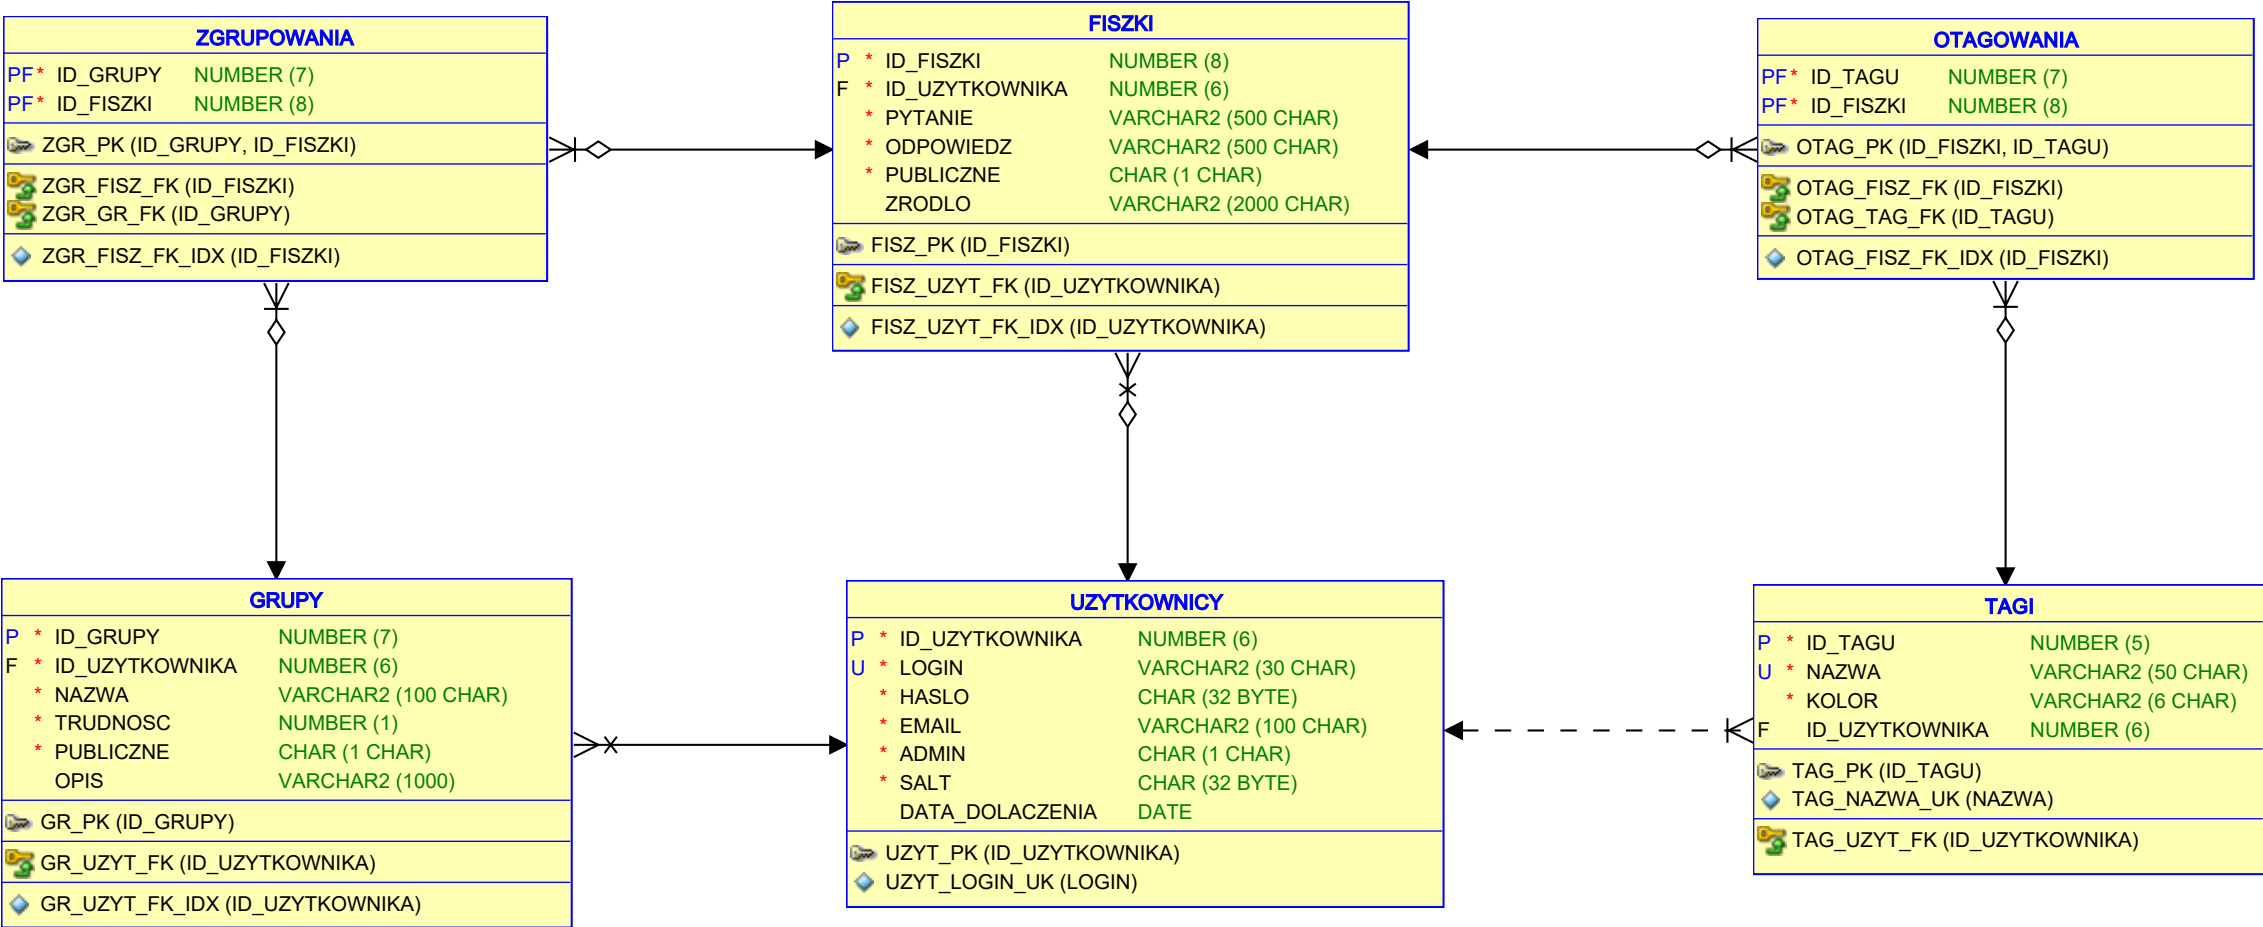 ZGRUPOWANIA
PF * ID_GRUPY NUMBER (7)
PF * ID_FISZKI NUMBER (8)
ZGR_PK (ID_GRUPY, ID_FISZKI)
ZGR_FISZ_FK (ID_FISZKI)
ZGR_GR_FK (ID_GRUPY)
ZGR_FISZ_FK_IDX (ID_FISZKI)
FISZKI
P * ID_FISZKI NUMBER (8)
F * ID_UZYTKOWNIKA NUMBER (6)
* PYTANIE VARCHAR2 (500 CHAR)
* ODPOWIEDZ VARCHAR2 (500 CHAR)
* PUBLICZNE CHAR (1 CHAR)
ZRODLO VARCHAR2 (2000 CHAR)
FISZ_PK (ID_FISZKI)
FISZ_UZYT_FK (ID_UZYTKOWNIKA)
FISZ_UZYT_FK_IDX (ID_UZYTKOWNIKA)
OTAGOWANIA
PF * ID_TAGU NUMBER (7)
PF * ID_FISZKI NUMBER (8)
OTAG_PK (ID_FISZKI, ID_TAGU)
OTAG_FISZ_FK (ID_FISZKI)
OTAG_TAG_FK (ID_TAGU)
OTAG_FISZ_FK_IDX (ID_FISZKI)
GRUPY
P * ID_GRUPY NUMBER (7)
F * ID_UZYTKOWNIKA NUMBER (6)
* NAZWA VARCHAR2 (100 CHAR)
* TRUDNOSC NUMBER (1)
* PUBLICZNE CHAR (1 CHAR)
OPIS VARCHAR2 (1000)
GR_PK (ID_GRUPY)
GR_UZYT_FK (ID_UZYTKOWNIKA)
GR_UZYT_FK_IDX (ID_UZYTKOWNIKA)
UZYTKOWNICY
P * ID_UZYTKOWNIKA NUMBER (6)
U * LOGIN VARCHAR2 (30 CHAR)
* HASLO CHAR (32 BYTE)
* EMAIL VARCHAR2 (100 CHAR)
* ADMIN CHAR (1 CHAR)
* SALT CHAR (32 BYTE)
DATA_DOLACZENIA DATE
UZYT_PK (ID_UZYTKOWNIKA)
UZYT_LOGIN_UK (LOGIN)
TAGI
P * ID_TAGU NUMBER (5)
U * NAZWA VARCHAR2 (50 CHAR)
* KOLOR VARCHAR2 (6 CHAR)
F ID_UZYTKOWNIKA NUMBER (6)
TAG_PK (ID_TAGU)
TAG_NAZWA_UK (NAZWA)
TAG_UZYT_FK (ID_UZYTKOWNIKA)